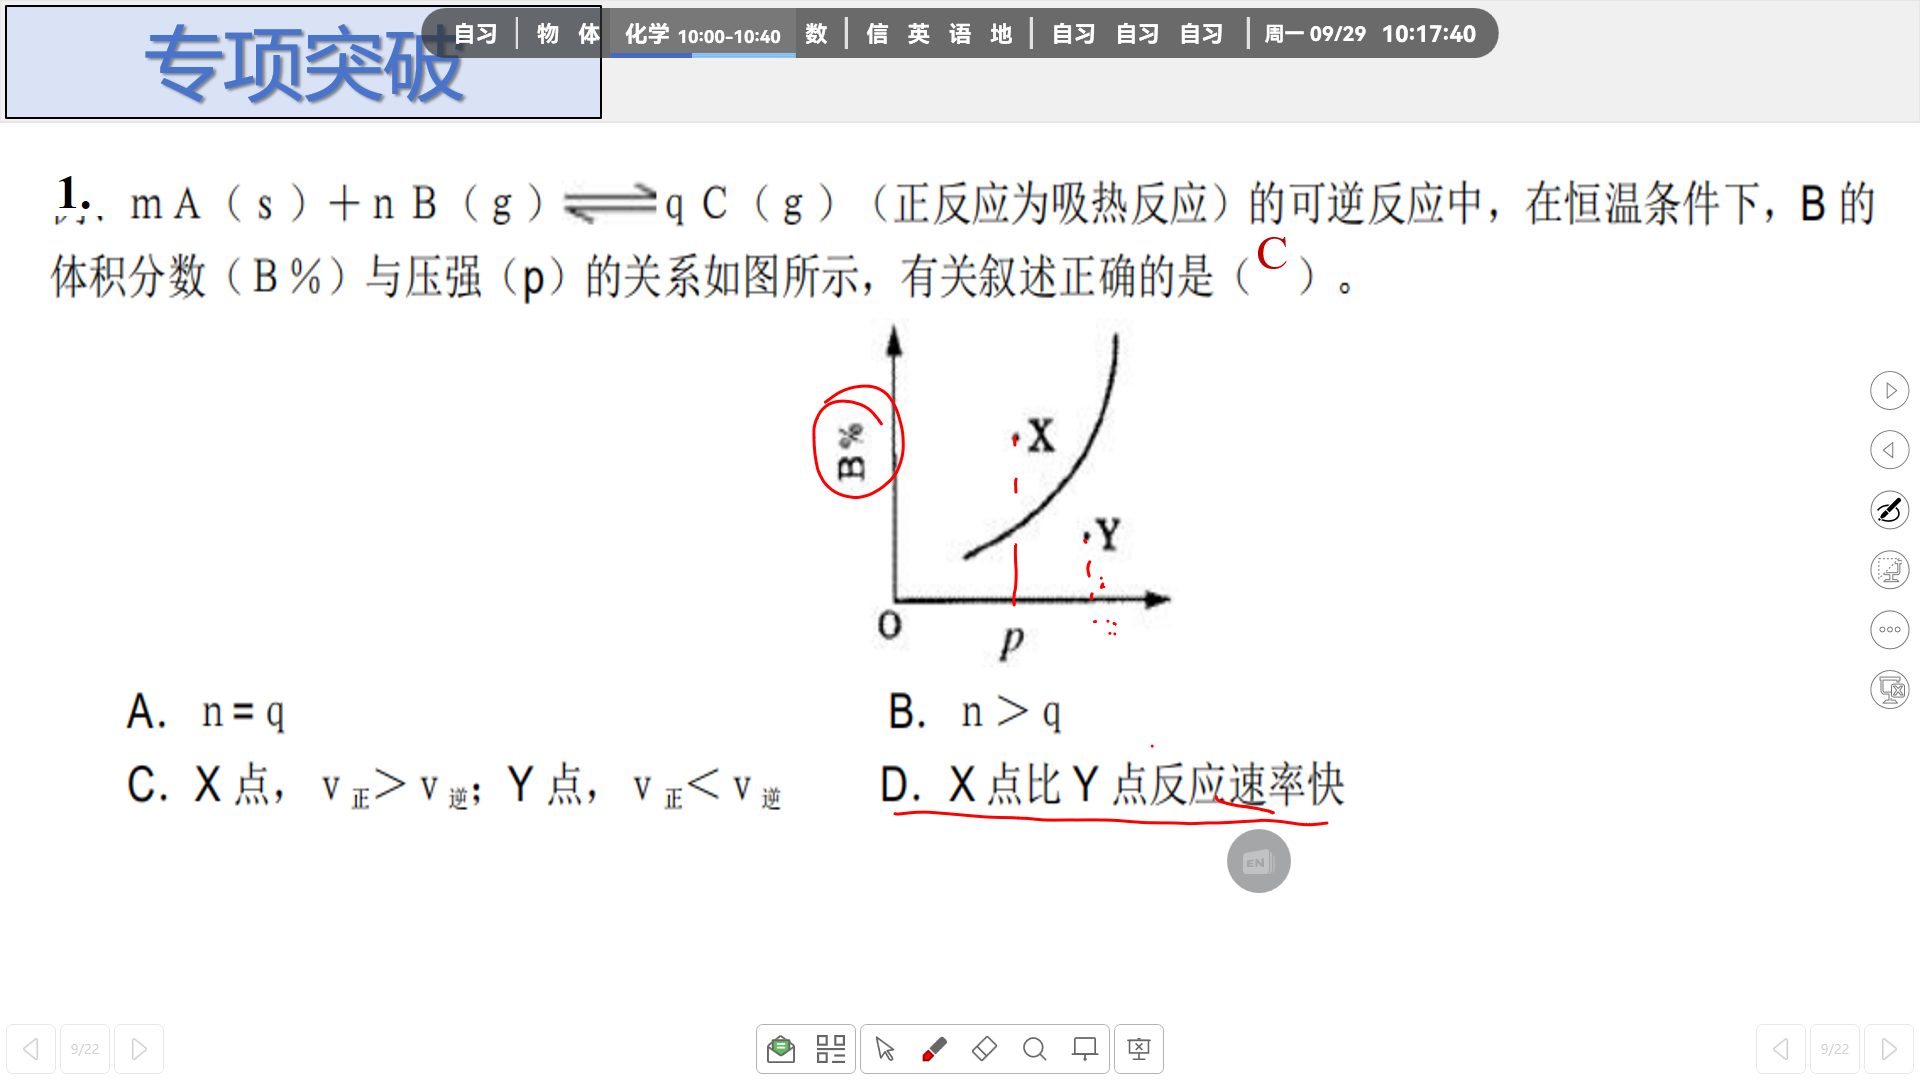 专项突破
自习 | 物 体 化学 10:00-10:40 数 | 信 英 语 地 | 自习 自习 自习 | 周一 09/29 10:17:40
1. mA(s)+nB(g)⇌qC(g)(正反应为吸热反应)的可逆反应中，在恒温条件下，B的
体积分数(B%)与压强(p)的关系如图所示，有关叙述正确的是(C)。
B%
X
Y
O
p
A. n=q
B. n>q
C. X点，v正>v逆；Y点，v正<v逆
D. X点比Y点反应速率快
EN
9/22
9/22